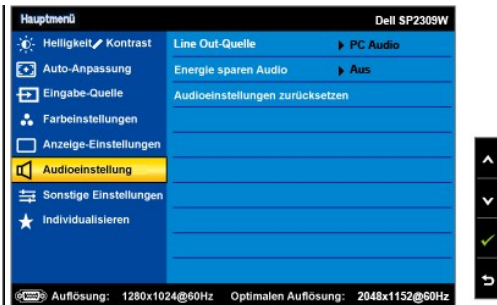 Hauptmenü Dell SP2309W
Helligkeit/ Kontrast Line Out-Quelle PC Audio
Auto-Anpassung Energie sparen Audio Aus
Eingabe-Quelle Audioeinstellungen zurücksetzen
Farbeinstellungen
Anzeige-Einstellungen
Audioeinstellung
Sonstige Einstellungen
Individualisieren
Auflösung: 1280x1024@60Hz Optimalen Auflösung: 2048x1152@60Hz